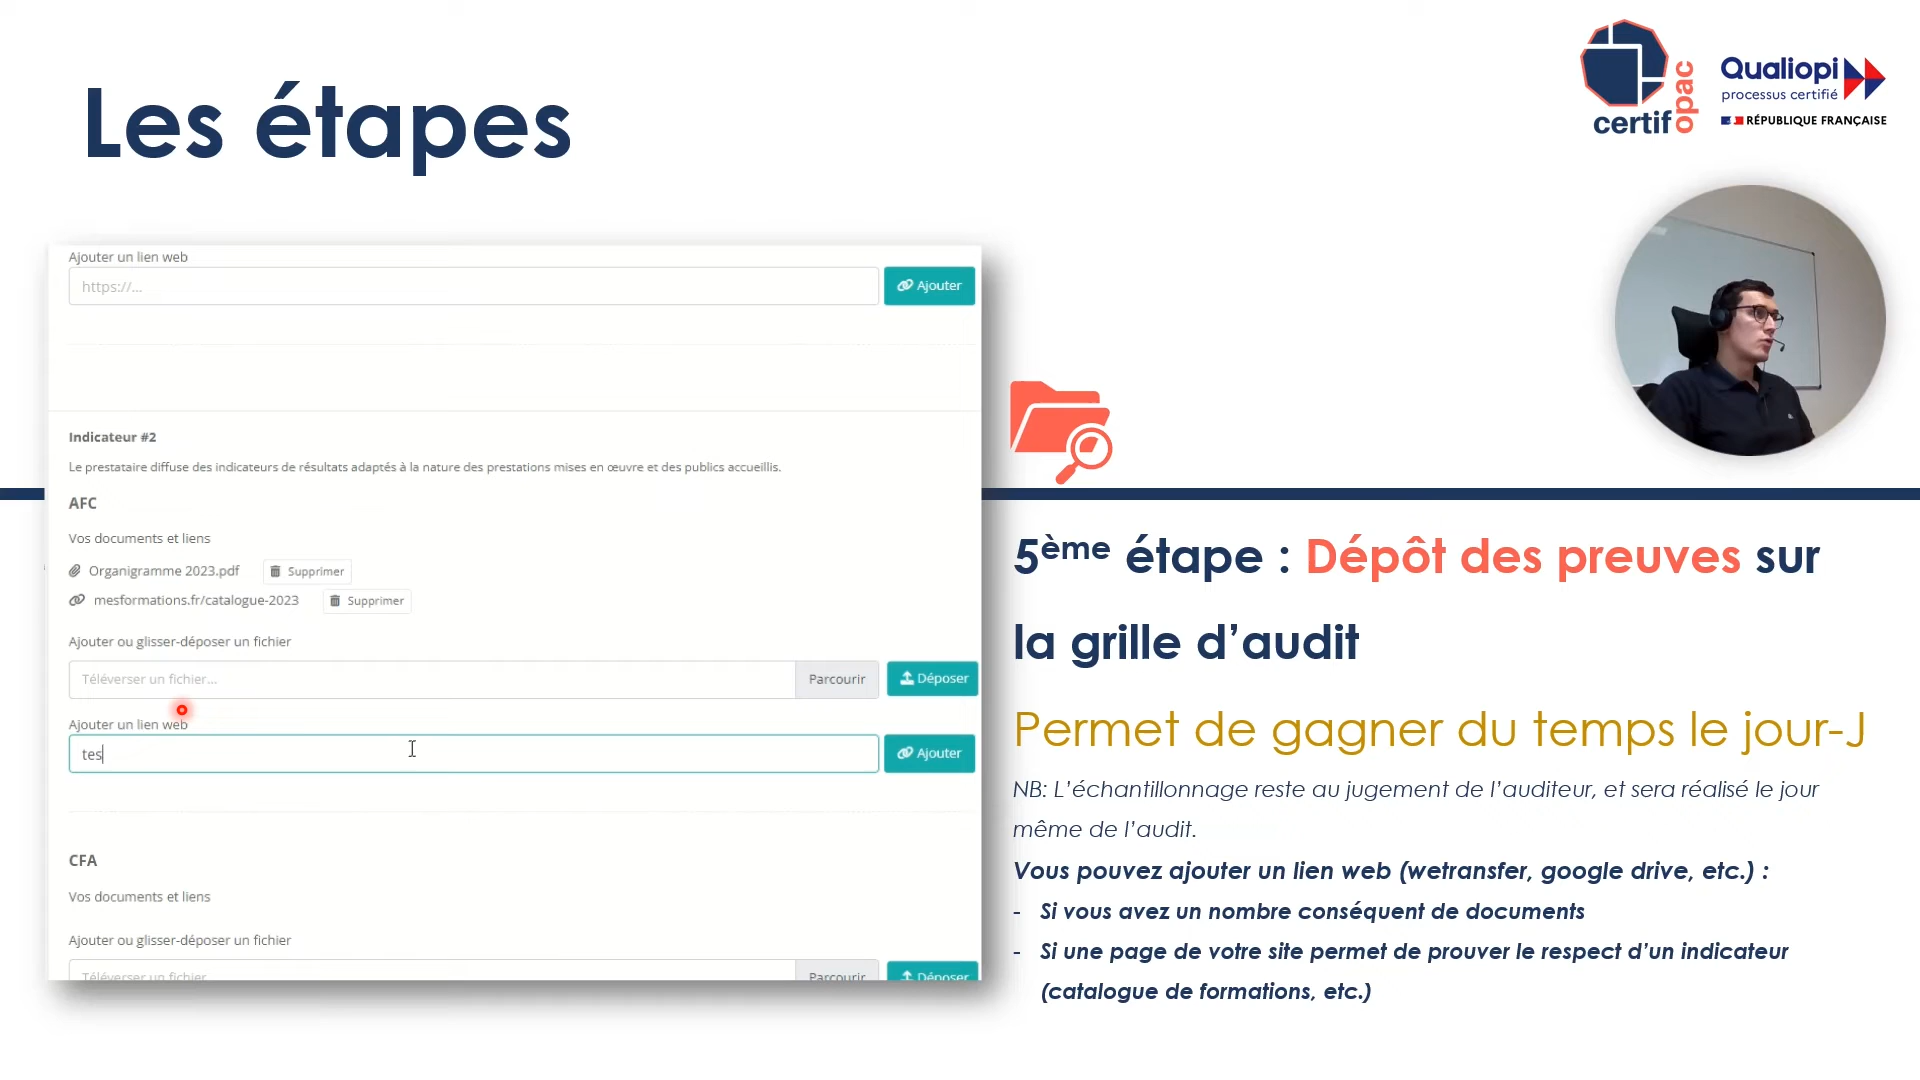 Les étapes
certif
opac
Qualiopi
processus certifié
RÉPUBLIQUE FRANÇAISE
Ajouter un lien web
https://...
Ajouter
Indicateur #2
Le prestataire diffuse des indicateurs de résultats adaptés à la nature des prestations mises en œuvre et des publics accueillis.
AFC
Vos documents et liens
Organigramme 2023.pdf Supprimer
mesformations.fr/catalogue-2023 Supprimer
Ajouter ou glisser-déposer un fichier
Téléverser un fichier... Parcourir Déposer
Ajouter un lien web
tes Ajouter
CFA
Vos documents et liens
Ajouter ou glisser-déposer un fichier
Téléverser un fichier Parcourir Déposer
5ème étape : Dépôt des preuves sur
la grille d’audit
Permet de gagner du temps le jour-J
NB: L’échantillonnage reste au jugement de l’auditeur, et sera réalisé le jour
même de l’audit.
Vous pouvez ajouter un lien web (wetransfer, google drive, etc.) :
- Si vous avez un nombre conséquent de documents
- Si une page de votre site permet de prouver le respect d’un indicateur
(catalogue de formations, etc.)